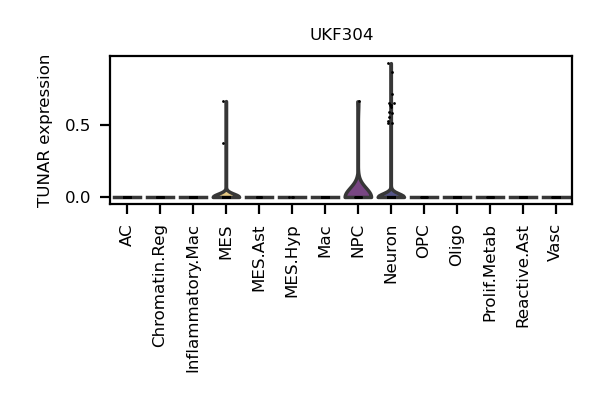 UKF304
TUNAR expression
0.5
0.0
AC
Chromatin.Reg
Inflammatory.Mac
MES
MES.Ast
MES.Hyp
Mac
NPC
Neuron
OPC
Oligo
Prolif.Metab
Reactive.Ast
Vasc